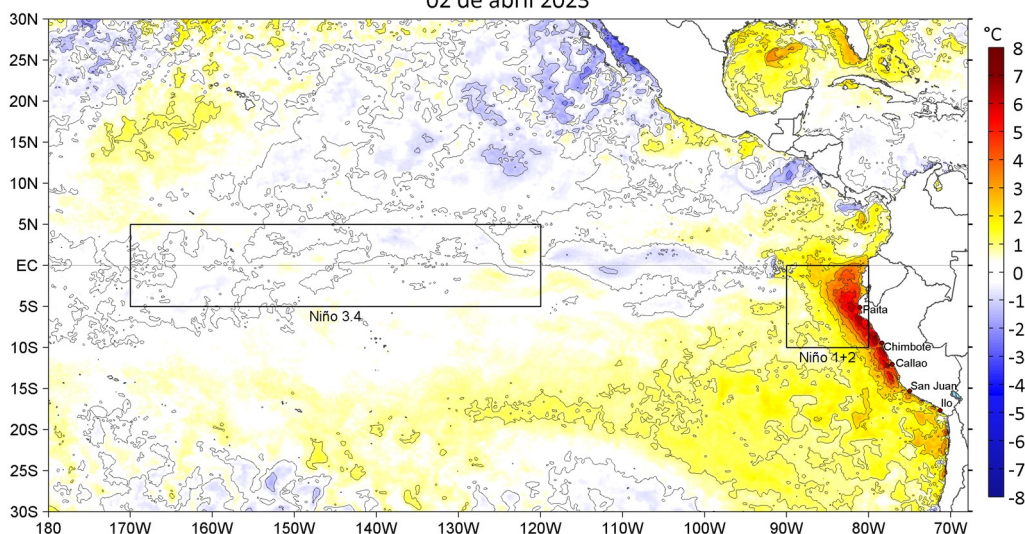 02 de abril 2023
°C
30N
25N
20N
15N
10N
5N
EC
5S
10S
15S
20S
25S
30S
180
170W
160W
150W
140W
130W
120W
110W
100W
90W
80W
70W
Niño 3.4
Niño 1+2
Paita
Chimbote
Callao
San Juan
Ilo
8
7
6
5
4
3
2
1
0
-1
-2
-3
-4
-5
-6
-7
-8